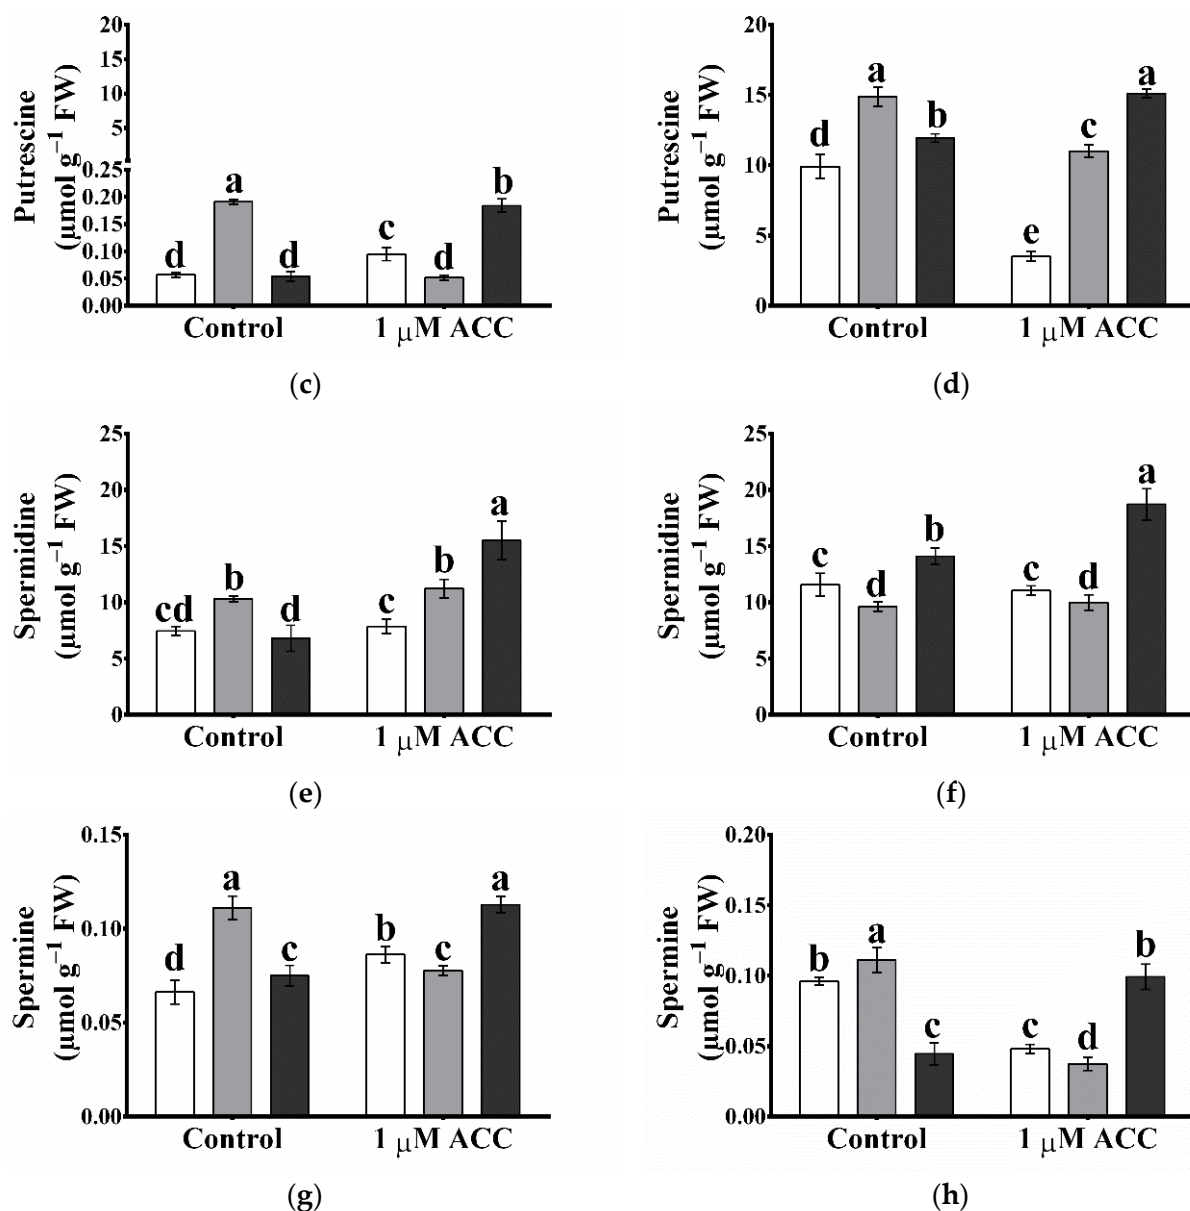 Putrescine
(μmol g⁻¹ FW)
20
15
10
5
0.25
0.20
0.15
0.10
0.05
0.00
d
a
d
c
d
b
Control
1 μM ACC
(c)
Putrescine
(μmol g⁻¹ FW)
20
15
10
5
0
d
a
b
e
c
a
Control
1 μM ACC
(d)
Spermidine
(μmol g⁻¹ FW)
25
20
15
10
5
0
cd
b
d
c
b
a
Control
1 μM ACC
(e)
Spermidine
(μmol g⁻¹ FW)
25
20
15
10
5
0
c
d
b
c
d
a
Control
1 μM ACC
(f)
Spermine
(μmol g⁻¹ FW)
0.15
0.10
0.05
0.00
d
a
c
b
c
a
Control
1 μM ACC
(g)
Spermine
(μmol g⁻¹ FW)
0.20
0.15
0.10
0.05
0.00
b
a
c
c
d
b
Control
1 μM ACC
(h)